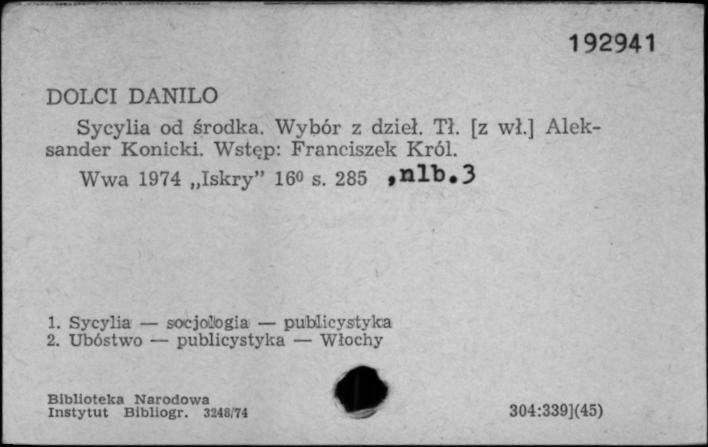 192941
DOLCI DANILO
Sycylia od środka. Wybór z dzieł. Tł. [z wł.] Alek-
sander Konicki. Wstęp: Franciszek Król.
Wwa 1974 „Iskry” 16⁰ s. 285 ,nlb.3
1. Sycylia — socjologia — publicystyka
2. Ubóstwo — publicystyka — Włochy
Biblioteka Narodowa
Instytut Bibliogr. 3248/74
304:339](45)